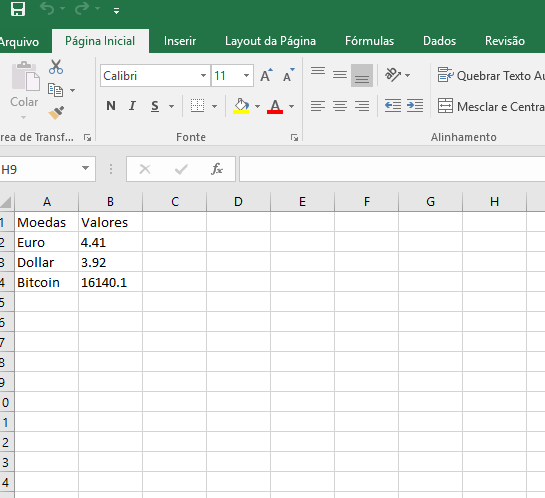 Arquivo Página Inicial Inserir Layout da Página Fórmulas Dados Revisão
Colar
Calibri 11 A A Quebrar Texto Au
N I S A Mesclar e Centra
rea de Transf... Fonte Alinhamento
H9 fx
A B C D E F G H
1 Moedas Valores
2 Euro 4.41
3 Dollar 3.92
4 Bitcoin 16140.1
5
6
7
8
9
0
1
2
3
4